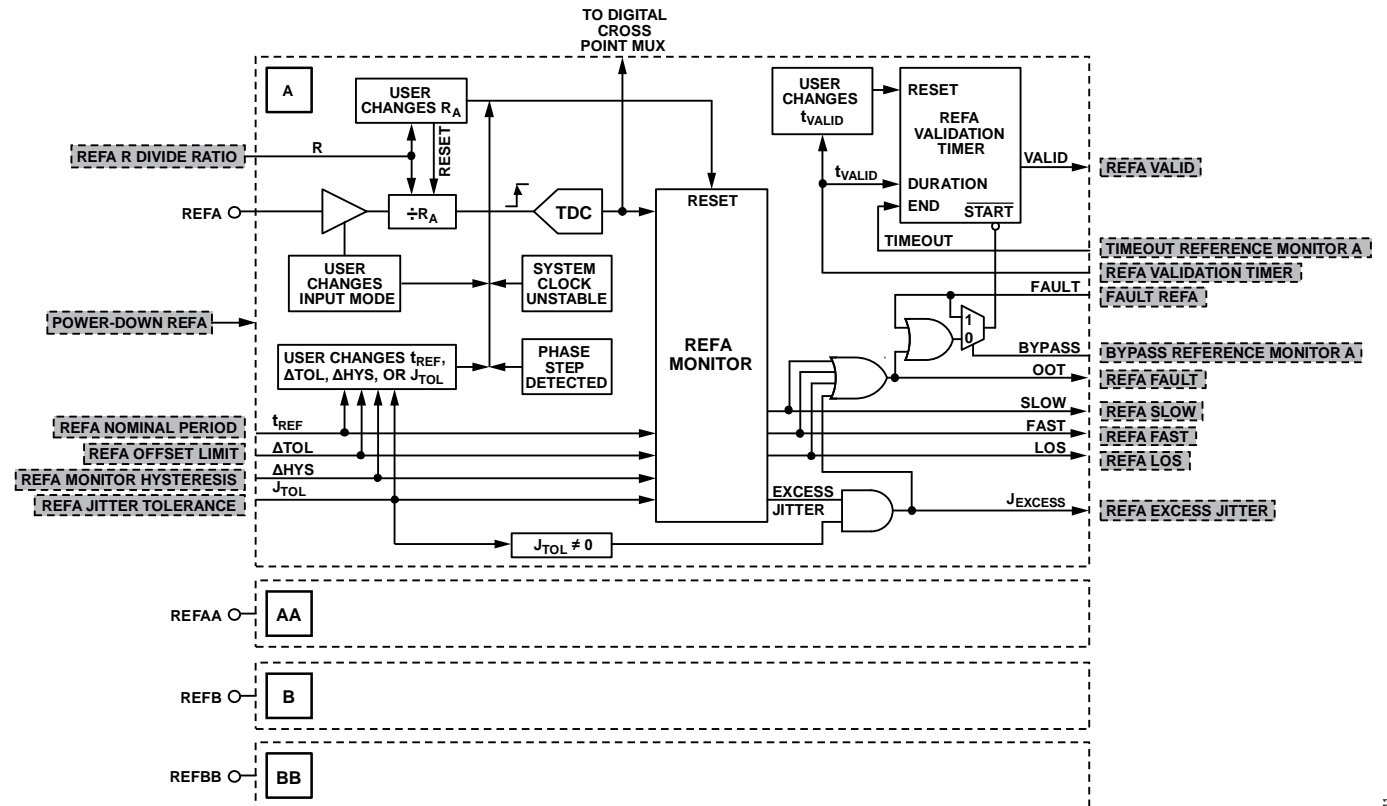 TO DIGITAL
CROSS
POINT MUX
A
USER
CHANGES RA
RESET
REFA R DIVIDE RATIO
R
REFA
÷RA
TDC
USER
CHANGES
INPUT MODE
SYSTEM
CLOCK
UNSTABLE
POWER-DOWN REFA
USER CHANGES tREF,
ΔTOL, ΔHYS, OR JTOL
PHASE
STEP
DETECTED
REFA NOMINAL PERIOD
tREF
REFA OFFSET LIMIT
ΔTOL
REFA MONITOR HYSTERESIS
ΔHYS
REFA JITTER TOLERANCE
JTOL
JTOL ≠ 0
RESET
REFA
MONITOR
EXCESS
JITTER
USER
CHANGES
tVALID
RESET
REFA
VALIDATION
TIMER
tVALID
DURATION
END
START
VALID
REFA VALID
TIMEOUT
TIMEOUT REFERENCE MONITOR A
REFA VALIDATION TIMER
FAULT
FAULT REFA
1
0
BYPASS
BYPASS REFERENCE MONITOR A
OOT
REFA FAULT
SLOW
REFA SLOW
FAST
REFA FAST
LOS
REFA LOS
JEXCESS
REFA EXCESS JITTER
REFAA
AA
REFB
B
REFBB
BB